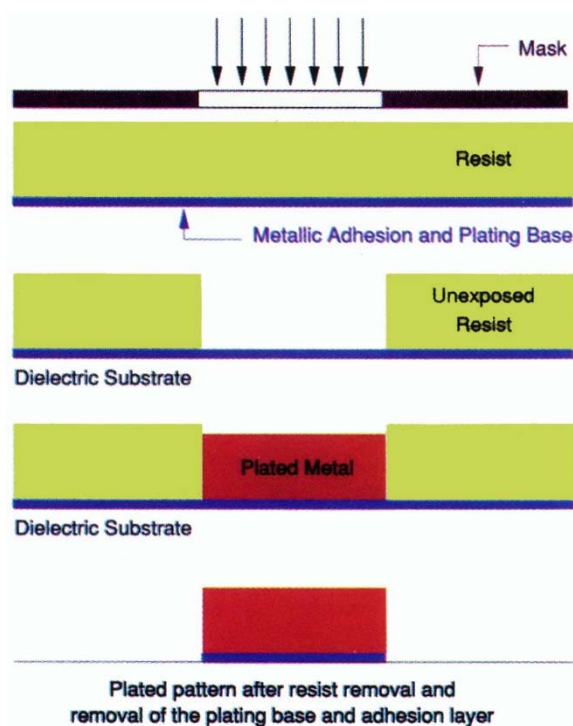 Mask
Resist
Metallic Adhesion and Plating Base
Unexposed
Resist
Dielectric Substrate
Plated Metal
Dielectric Substrate
Plated pattern after resist removal and
removal of the plating base and adhesion layer